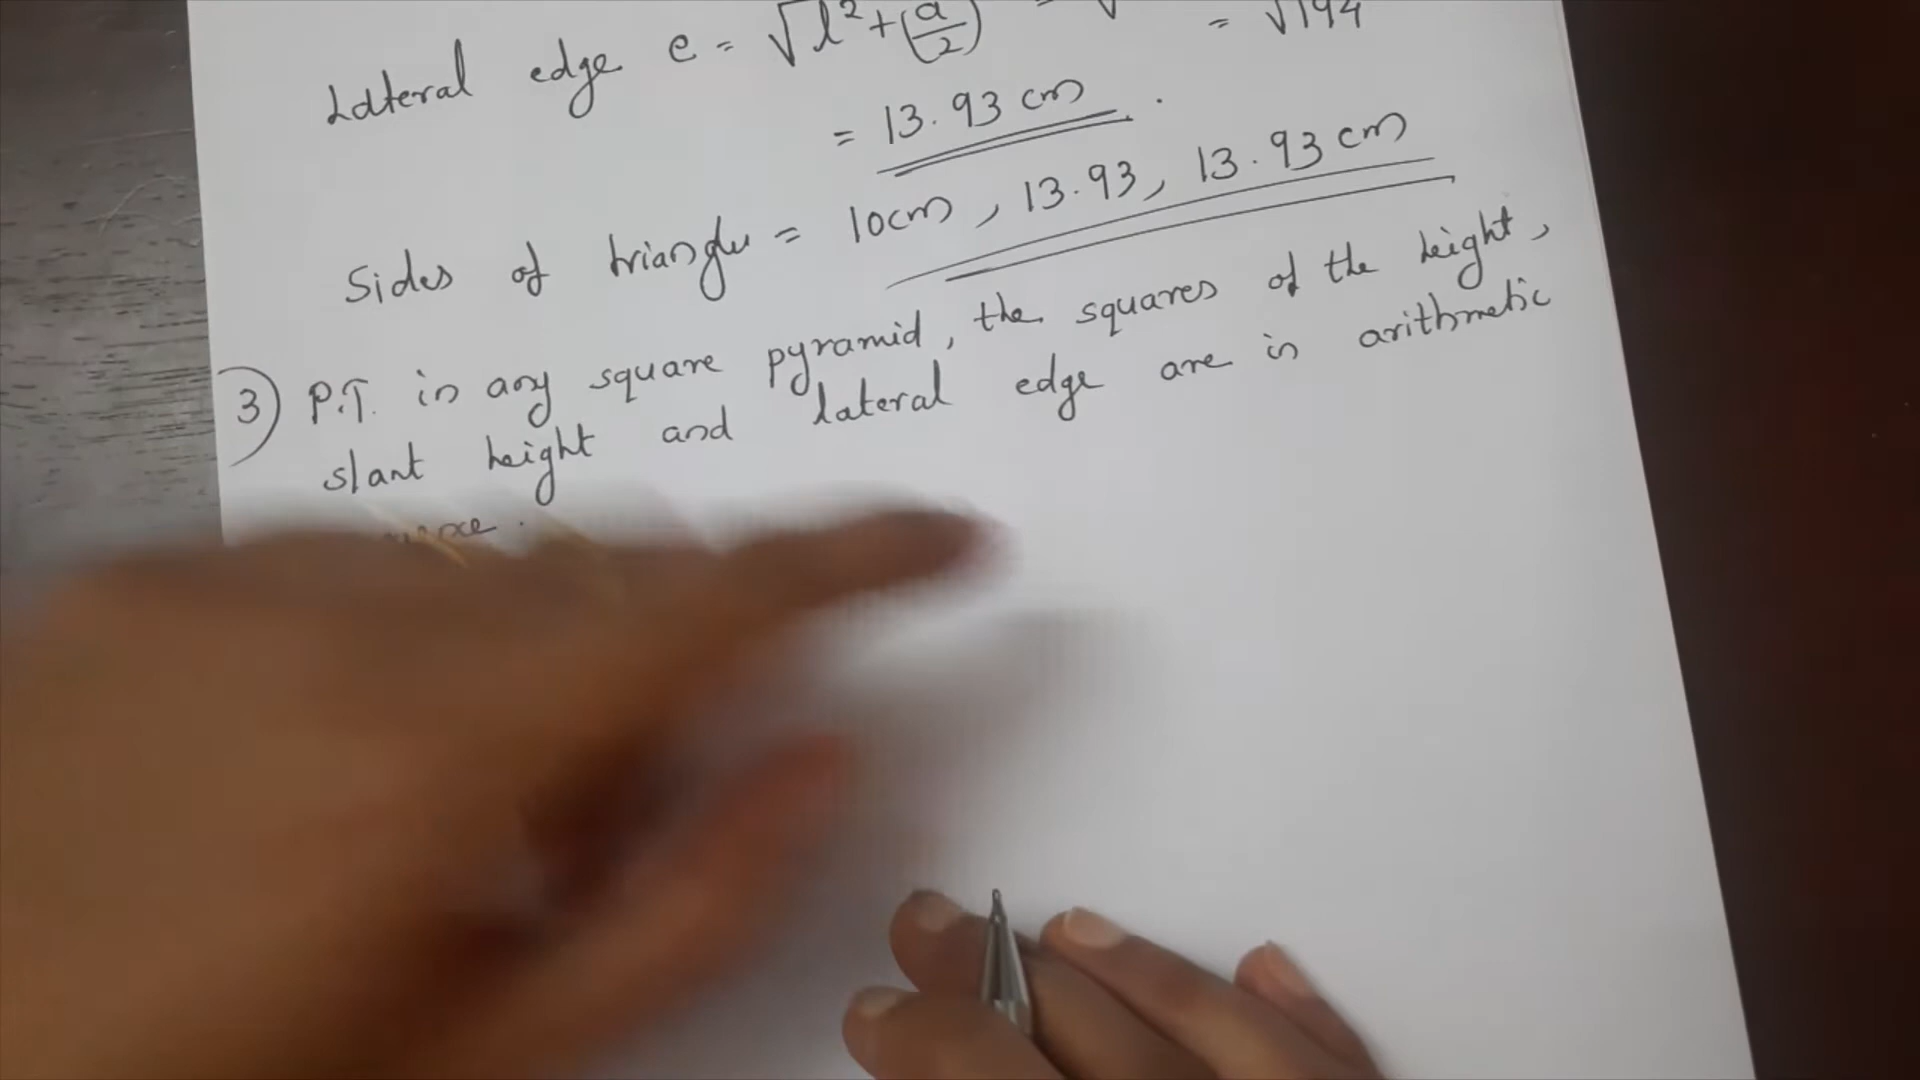 Lateral edge e = √l²+(a/2) = √ = √194
= 13.93 cm
Sides of triangle = 10cm, 13.93, 13.93 cm
3) P.T. in any square pyramid, the squares of the height,
slant height and lateral edge are in arithmetic